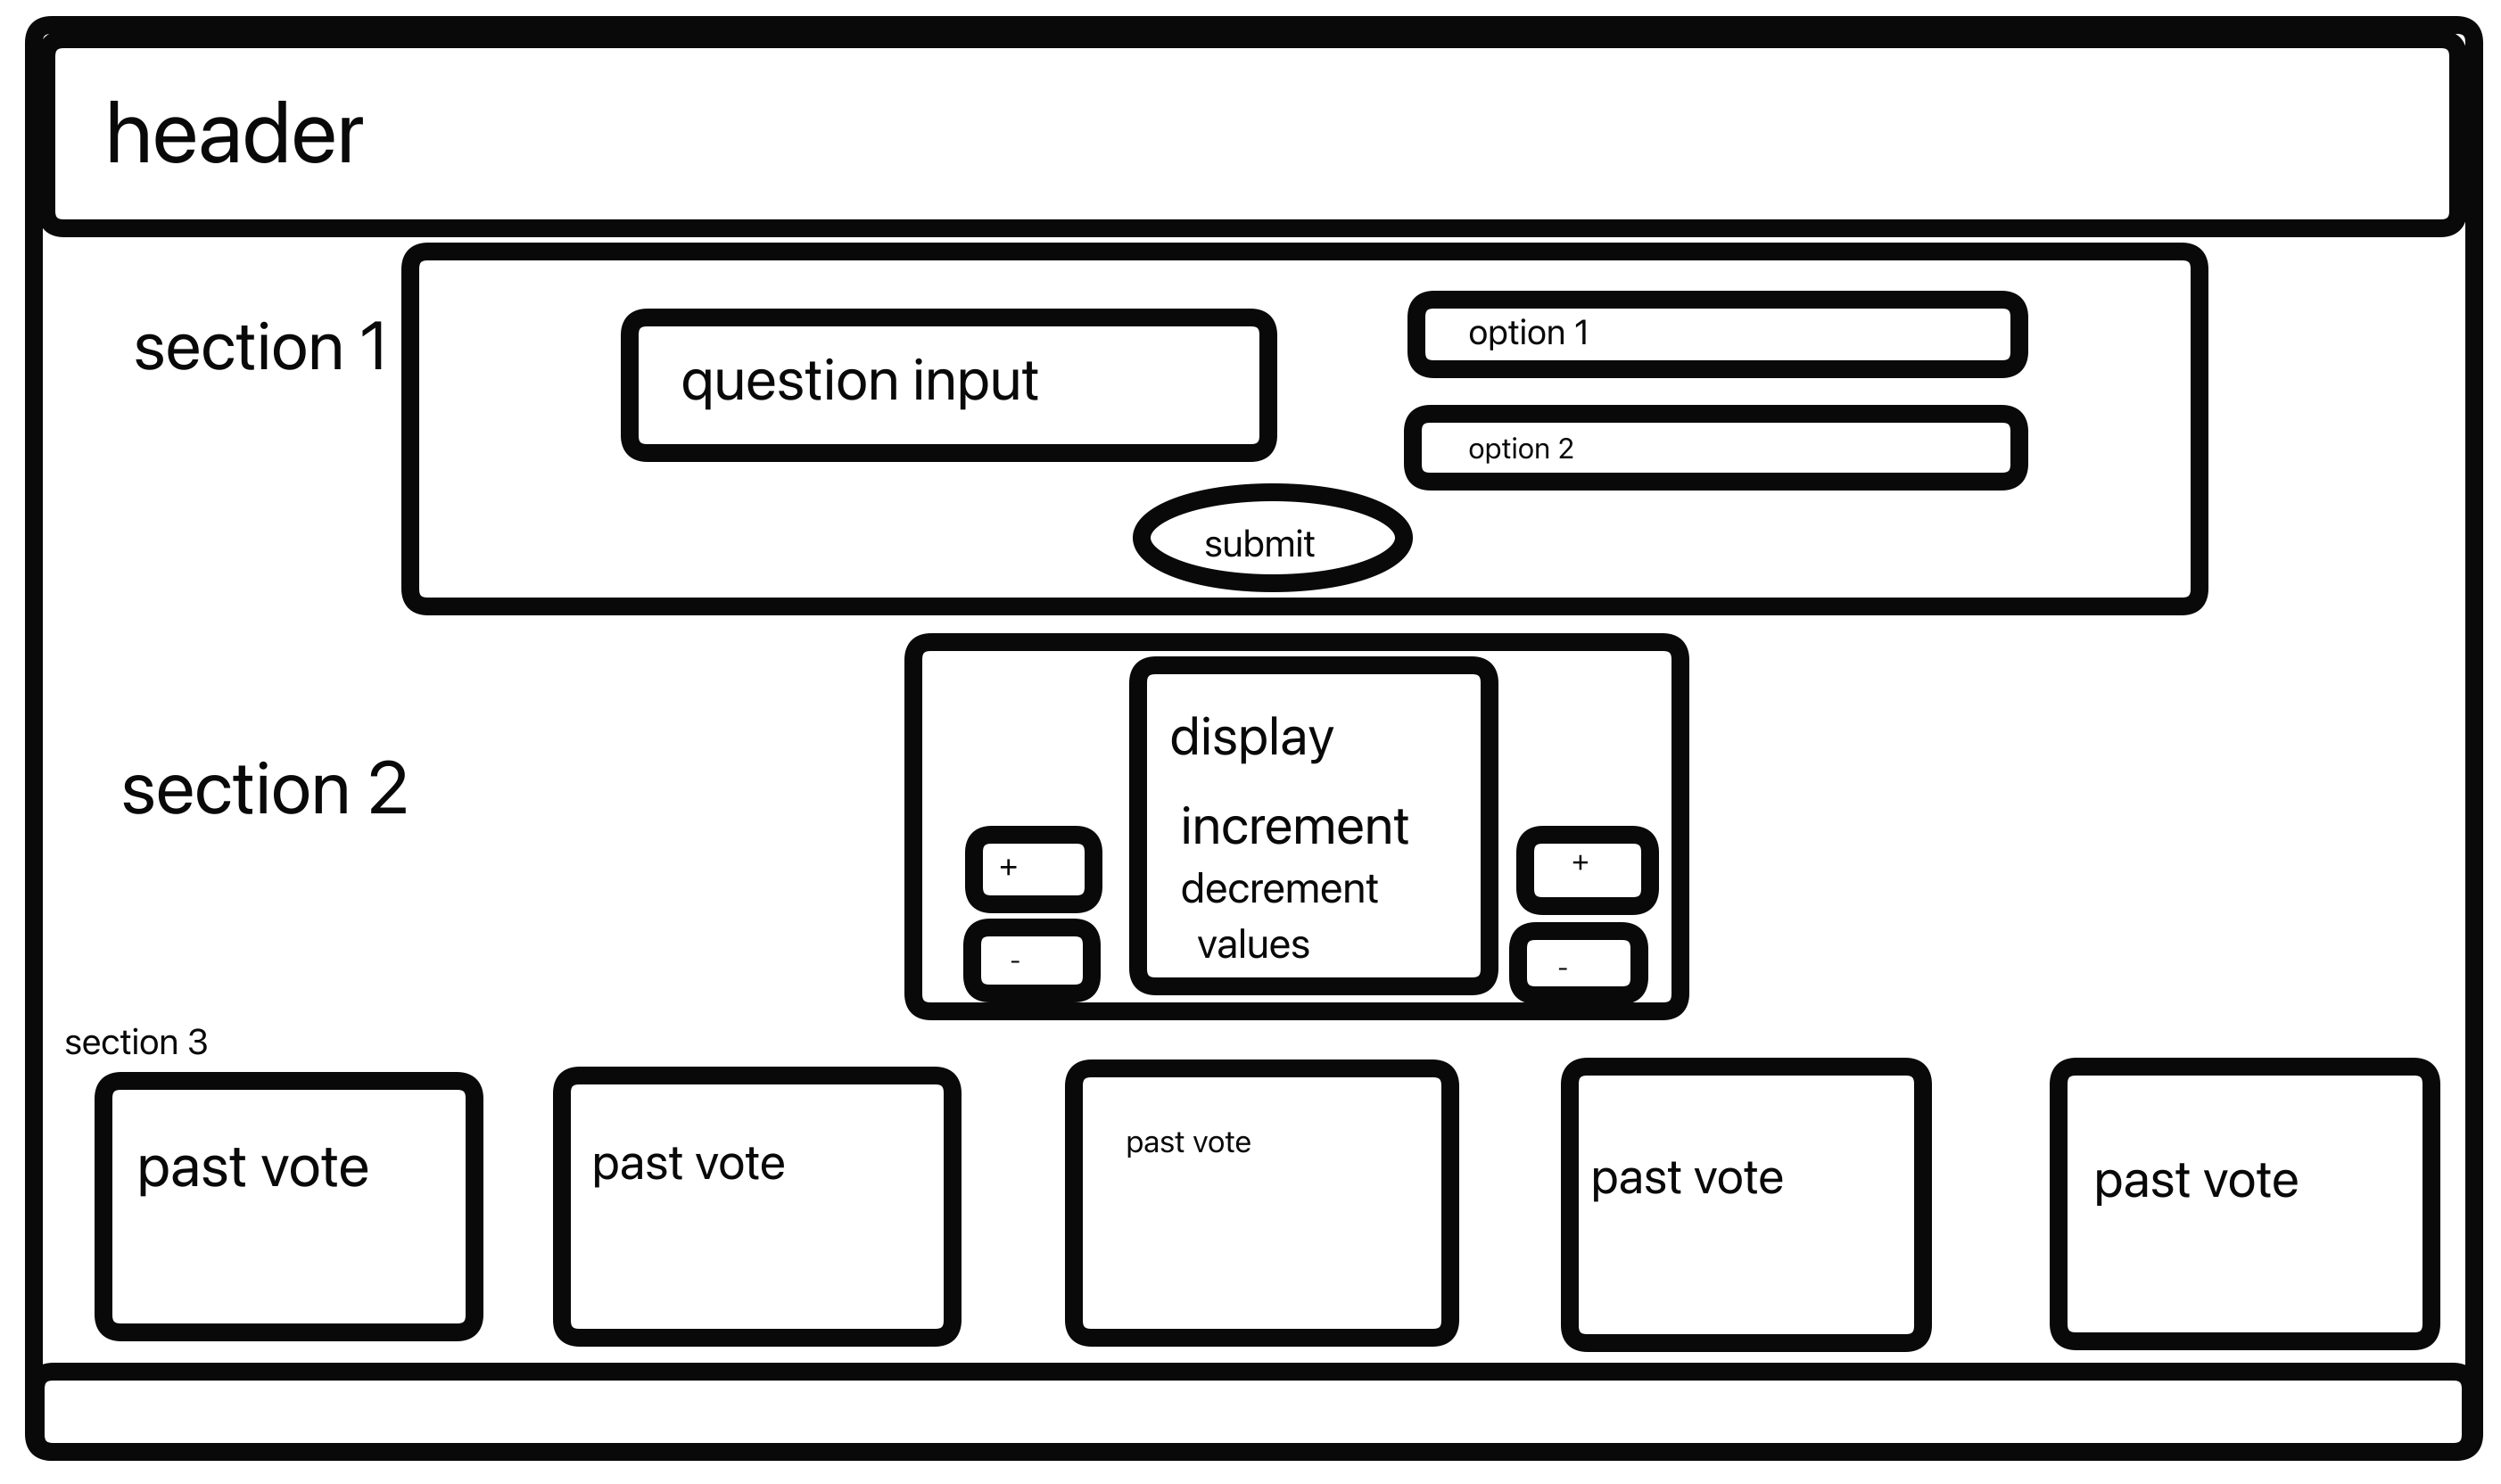 header
section 1
question input
option 1
option 2
submit
section 2
display
increment
decrement
values
+
-
+
-
section 3
past vote
past vote
past vote
past vote
past vote